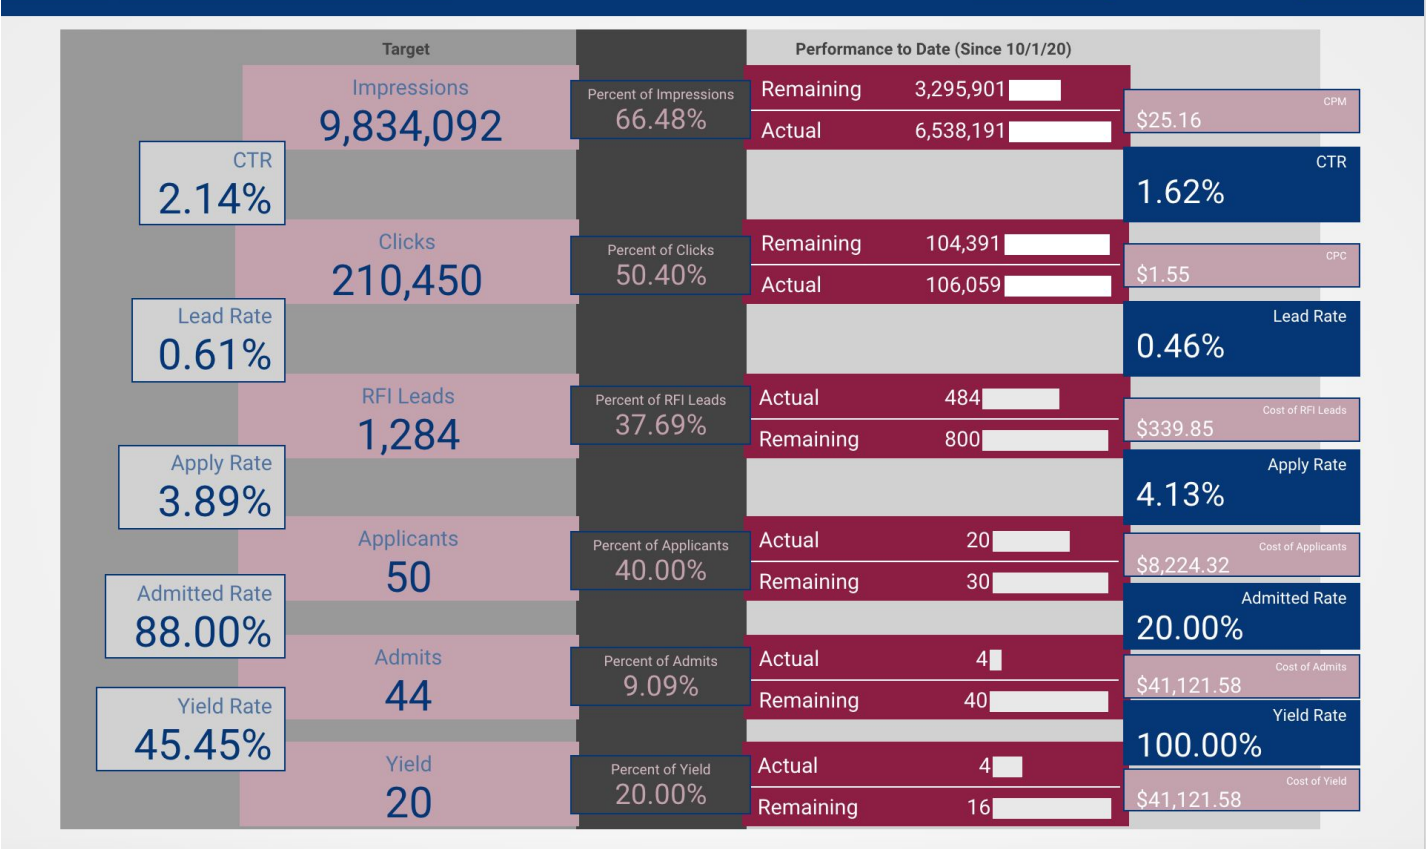 Target
Performance to Date (Since 10/1/20)
Impressions
9,834,092
Percent of Impressions
66.48%
Remaining 3,295,901
Actual 6,538,191
CPM
$25.16
CTR
2.14%
CTR
1.62%
Clicks
210,450
Percent of Clicks
50.40%
Remaining 104,391
Actual 106,059
CPC
$1.55
Lead Rate
0.61%
Lead Rate
0.46%
RFI Leads
1,284
Percent of RFI Leads
37.69%
Actual 484
Remaining 800
Cost of RFI Leads
$339.85
Apply Rate
3.89%
Apply Rate
4.13%
Applicants
50
Percent of Applicants
40.00%
Actual 20
Remaining 30
Cost of Applicants
$8,224.32
Admitted Rate
88.00%
Admitted Rate
20.00%
Admits
44
Percent of Admits
9.09%
Actual 4
Remaining 40
Cost of Admits
$41,121.58
Yield Rate
45.45%
Yield Rate
100.00%
Yield
20
Percent of Yield
20.00%
Actual 4
Remaining 16
Cost of Yield
$41,121.58